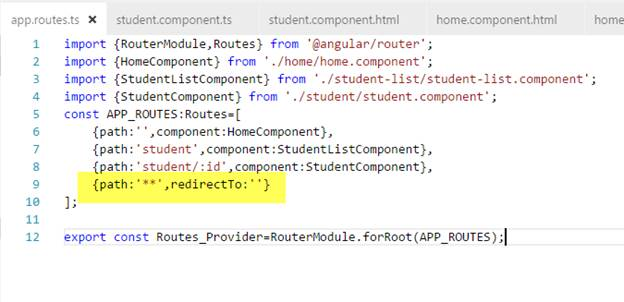 app.routes.ts × student.component.ts student.component.html home.component.html home
1 import {RouterModule,Routes} from '@angular/router';
2 import {HomeComponent} from './home/home.component';
3 import {StudentListComponent} from './student-list/student-list.component';
4 import {StudentComponent} from './student/student.component';
5 const APP_ROUTES:Routes=[
6 {path:'',component:HomeComponent},
7 {path:'student',component:StudentListComponent},
8 {path:'student/:id',component:StudentComponent},
9 {path:'**',redirectTo:''}
10 ];
11
12 export const Routes_Provider=RouterModule.forRoot(APP_ROUTES);